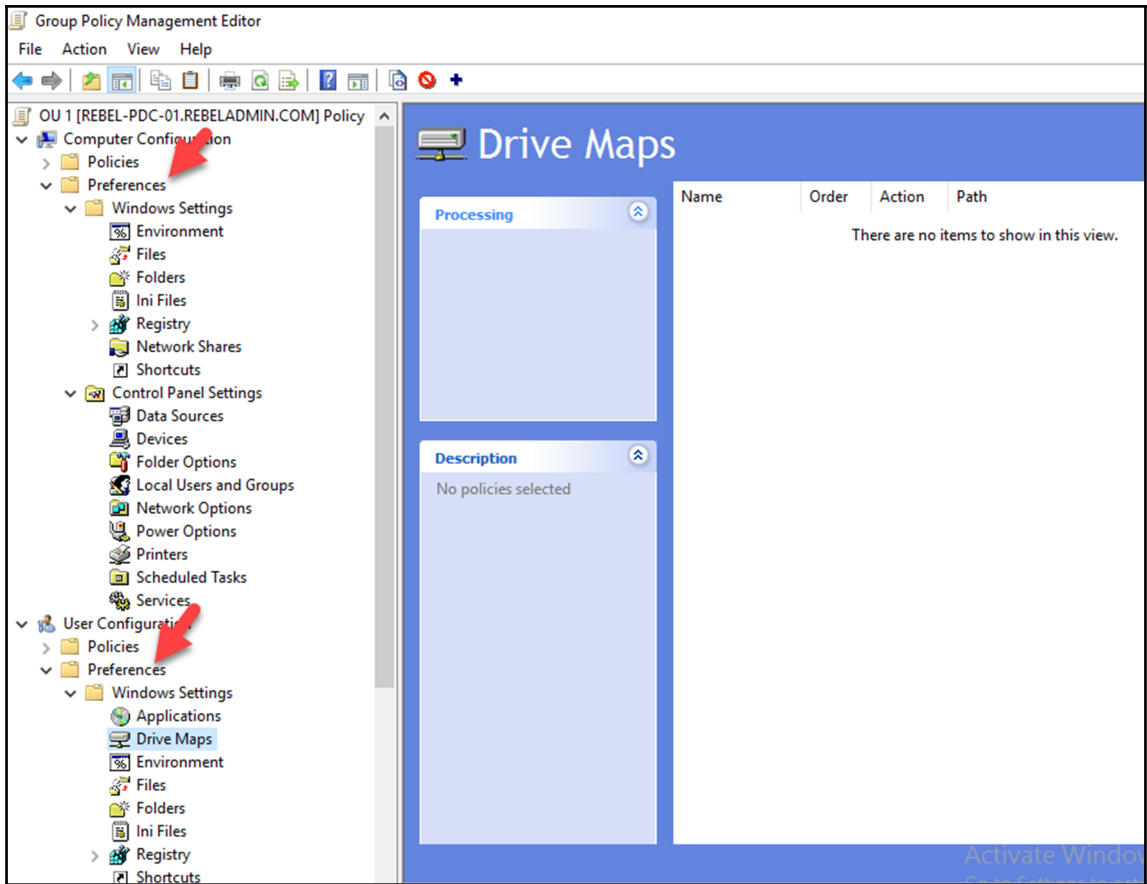 Group Policy Management Editor
File Action View Help
OU 1 [REBEL-PDC-01.REBELADMIN.COM] Policy
Computer Configuration
Policies
Preferences
Windows Settings
Environment
Files
Folders
Ini Files
Registry
Network Shares
Shortcuts
Control Panel Settings
Data Sources
Devices
Folder Options
Local Users and Groups
Network Options
Power Options
Printers
Scheduled Tasks
Services
User Configuration
Policies
Preferences
Windows Settings
Applications
Drive Maps
Environment
Files
Folders
Ini Files
Registry
Shortcuts
Drive Maps
Processing
Description
No policies selected
Name Order Action Path
There are no items to show in this view.
Activate Window